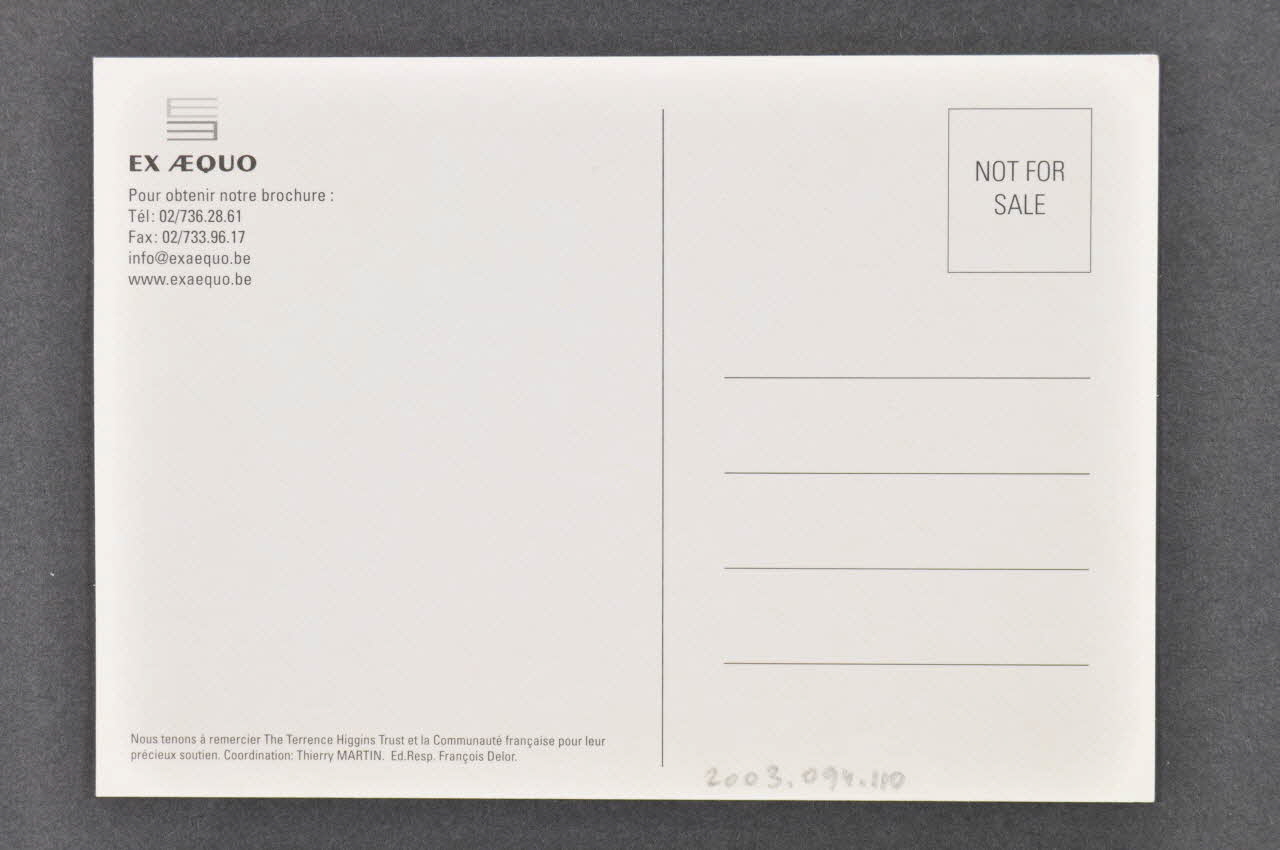 EX ÆQUO
Pour obtenir notre brochure :
Tél: 02/736.28.61
Fax: 02/733.96.17
info@exaequo.be
www.exaequo.be
NOT FOR
SALE
Nous tenons à remercier The Terrence Higgins Trust et la Communauté française pour leur
précieux soutien. Coordination: Thierry MARTIN. Ed.Resp. François Delor.
2003.094.110